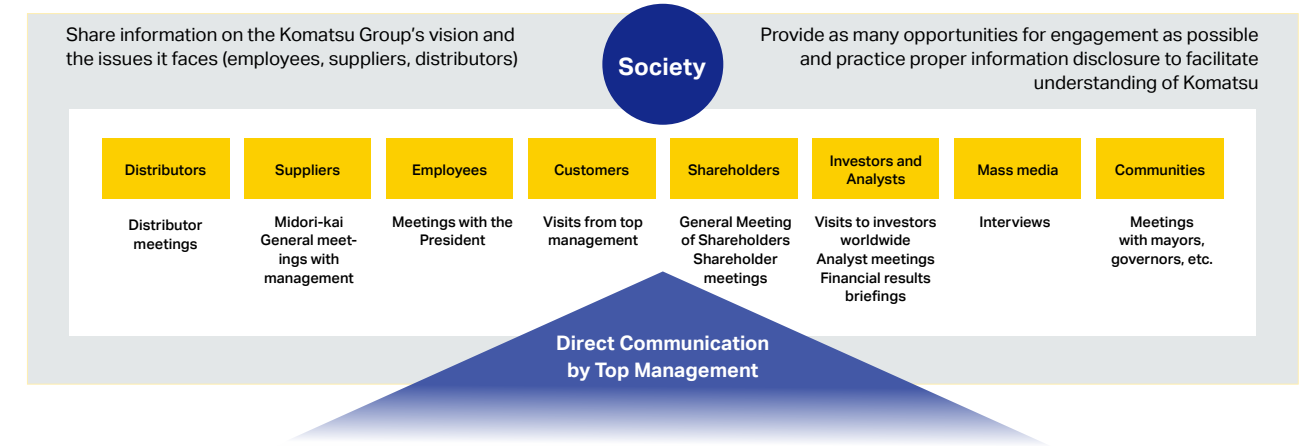 Share information on the Komatsu Group's vision and
the issues it faces (employees, suppliers, distributors)
Society
Provide as many opportunities for engagement as possible
and practice proper information disclosure to facilitate
understanding of Komatsu
Distributors
Distributor
meetings
Suppliers
Midori-kai
General meet-
ings with
management
Employees
Meetings with the
President
Customers
Visits from top
management
Shareholders
General Meeting
of Shareholders
Shareholder
meetings
Investors and
Analysts
Visits to investors
worldwide
Analyst meetings
Financial results
briefings
Mass media
Interviews
Communities
Meetings
with mayors,
governors, etc.
Direct Communication
by Top Management